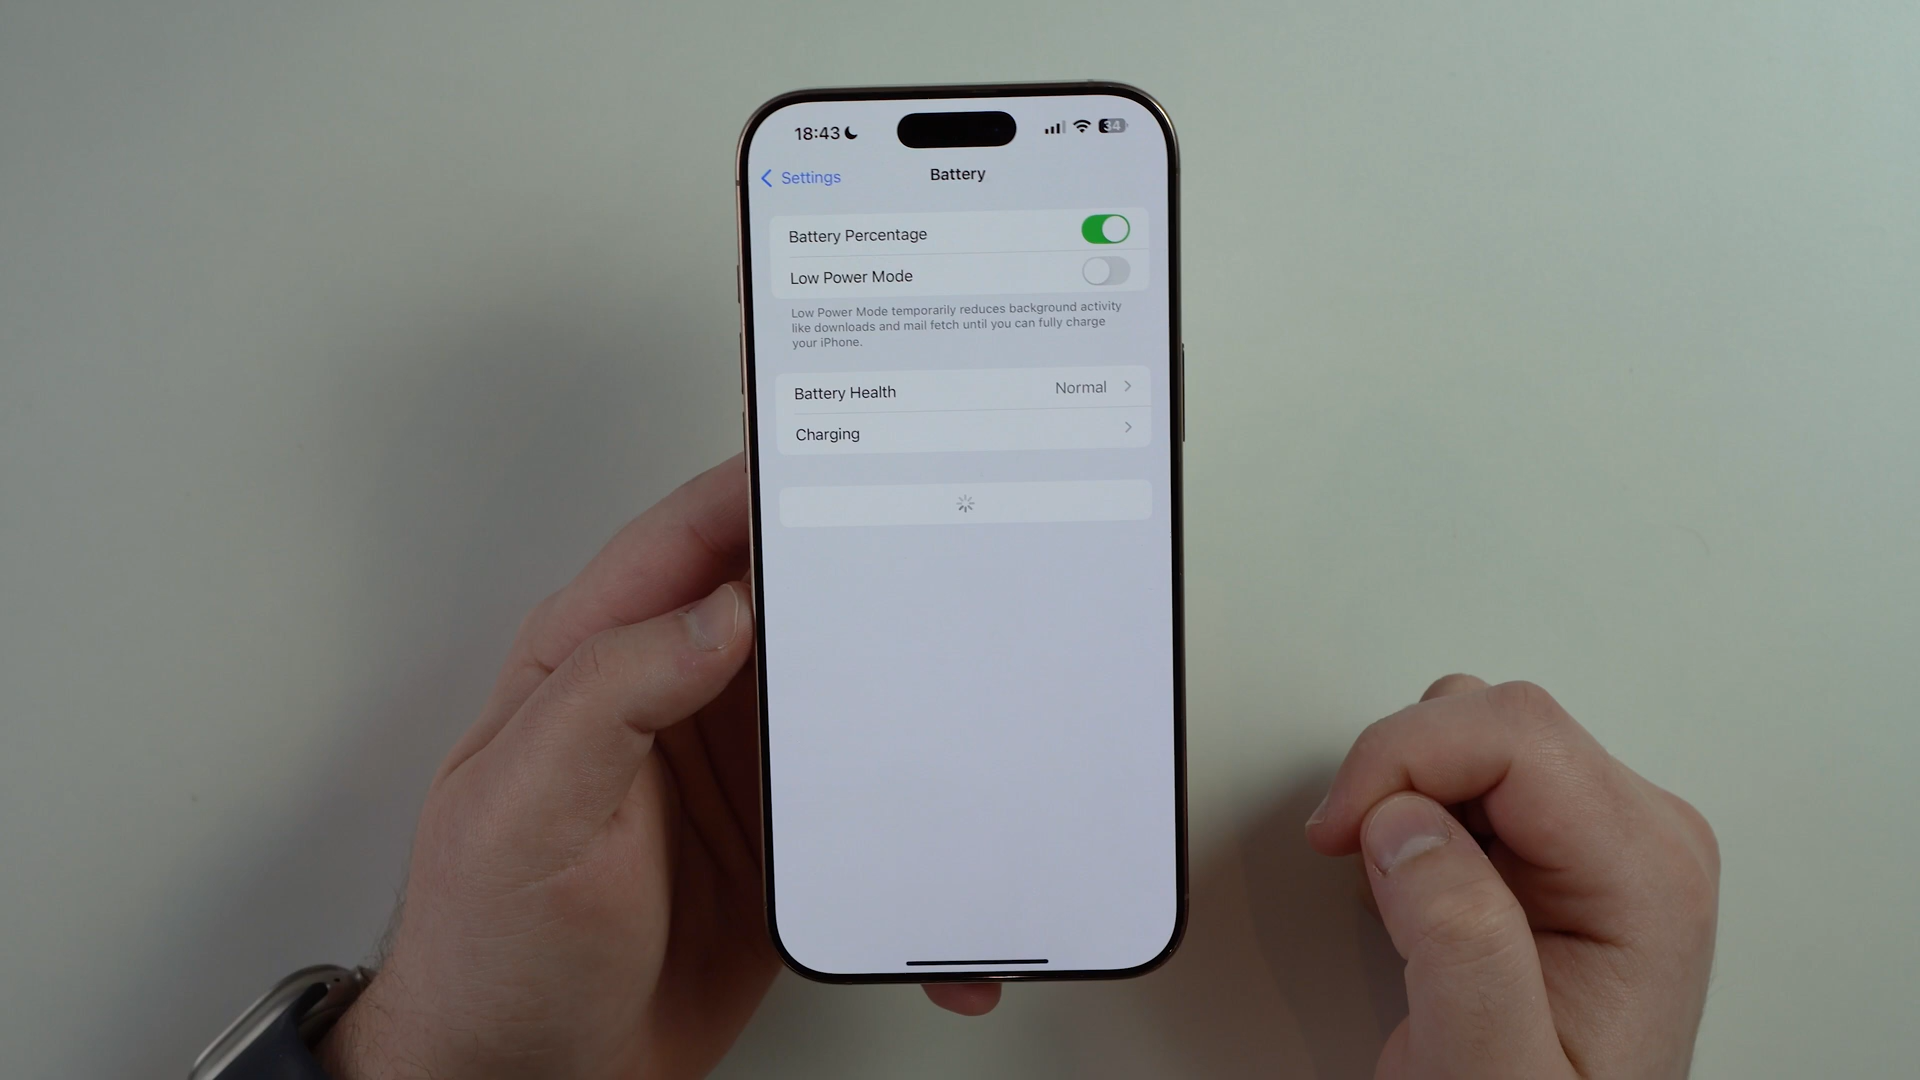 18:43
34
Settings
Battery
Battery Percentage
Low Power Mode
Low Power Mode temporarily reduces background activity
like downloads and mail fetch until you can fully charge
your iPhone.
Battery Health
Normal
Charging